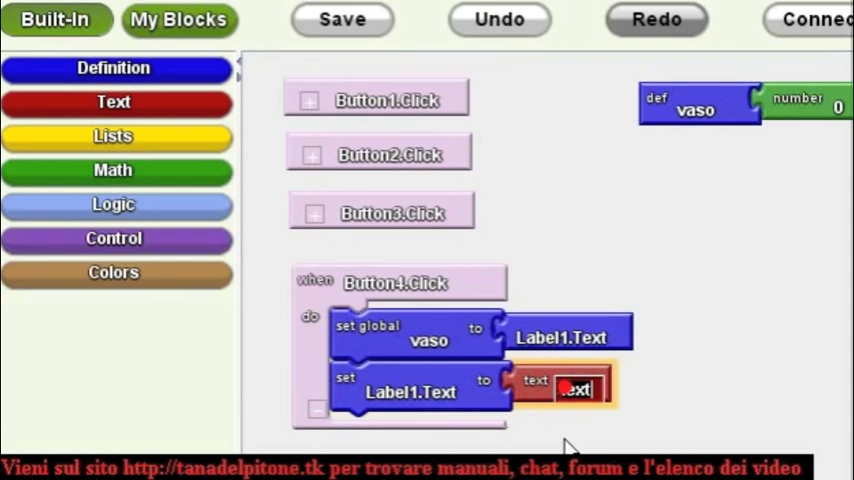 Built-In My Blocks Save Undo Redo Connec
Definition
Text
Lists
Math
Logic
Control
Colors
Button1.Click
Button2.Click
Button3.Click
def vaso number 0
when Button4.Click
do
set global vaso to Label1.Text
set Label1.Text to text text
Vieni sul sito http://tanadelpitone.tk per trovare manuali, chat, forum e l'elenco dei video